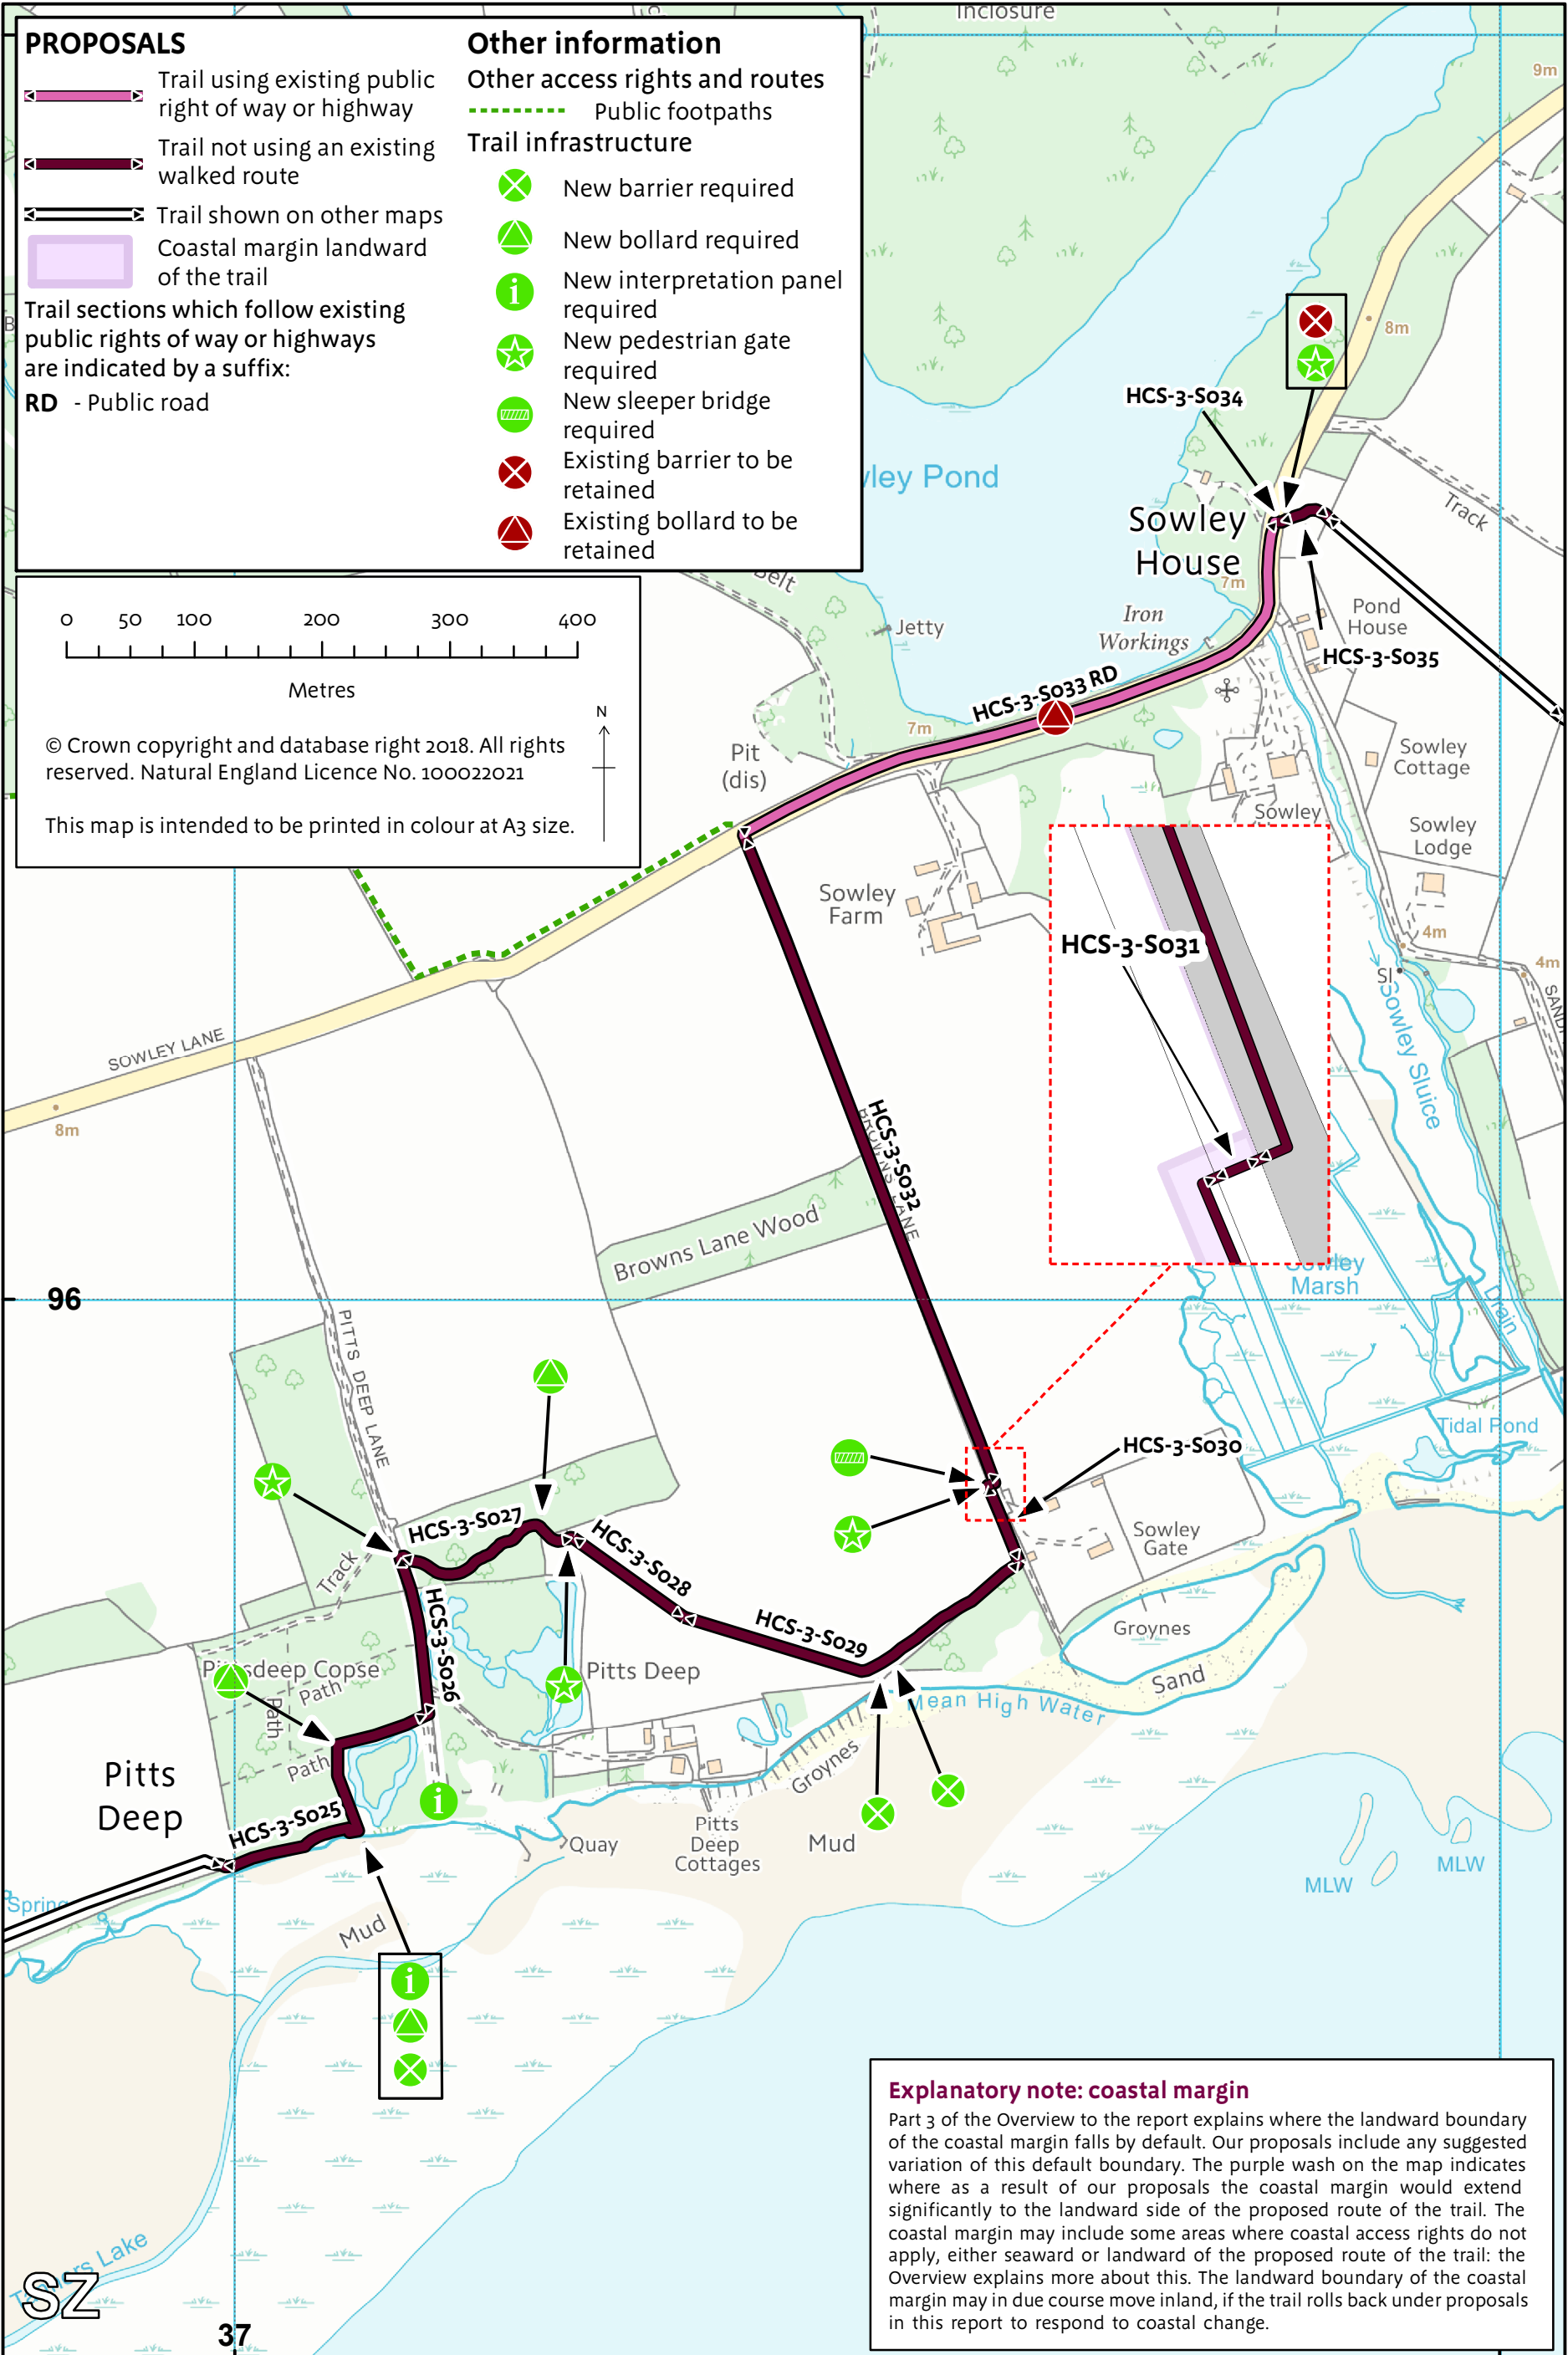 PROPOSALS
Trail using existing public
right of way or highway
Trail not using an existing
walked route
Trail shown on other maps
Coastal margin landward
of the trail
Trail sections which follow existing
public rights of way or highways
are indicated by a suffix:
RD - Public road
Other information
Other access rights and routes
Public footpaths
Trail infrastructure
New barrier required
New bollard required
New interpretation panel
required
New pedestrian gate
required
New sleeper bridge
required
Existing barrier to be
retained
Existing bollard to be
retained
0 50 100 200 300 400
Metres
N
© Crown copyright and database right 2018. All rights
reserved. Natural England Licence No. 100022021
This map is intended to be printed in colour at A3 size.
Inclosure
9m
8m
HCS-3-S034
Sowley
House
7m
Track
Iron
Workings
Pond
House
HCS-3-S035
Jetty
Belt
HCS-3-S033 RD
7m
Pit
(dis)
Sowley
Cottage
Sowley
Sowley
Lodge
Sowley
Farm
HCS-3-S031
4m
4m
Sl
Sowley Sluice
SOWLEY LANE
8m
HCS-3-S032
BROWNS LANE
Browns Lane Wood
Sowley
Marsh
Drain
96
PITTS DEEP LANE
Tidal Pond
HCS-3-S030
HCS-3-S027
HCS-3-S028
Sowley
Gate
Track
HCS-3-S026
HCS-3-S029
Groynes
Pittsdeep Copse
Path
Path
Path
Pitts Deep
Sand
Mean High Water
Pitts
Deep
Groynes
HCS-3-S025
Quay
Pitts
Deep
Cottages
Mud
MLW
MLW
Spring
Mud
Tanners Lake
SZ
37
Explanatory note: coastal margin
Part 3 of the Overview to the report explains where the landward boundary
of the coastal margin falls by default. Our proposals include any suggested
variation of this default boundary. The purple wash on the map indicates
where as a result of our proposals the coastal margin would extend
significantly to the landward side of the proposed route of the trail. The
coastal margin may include some areas where coastal access rights do not
apply, either seaward or landward of the proposed route of the trail: the
Overview explains more about this. The landward boundary of the coastal
margin may in due course move inland, if the trail rolls back under proposals
in this report to respond to coastal change.